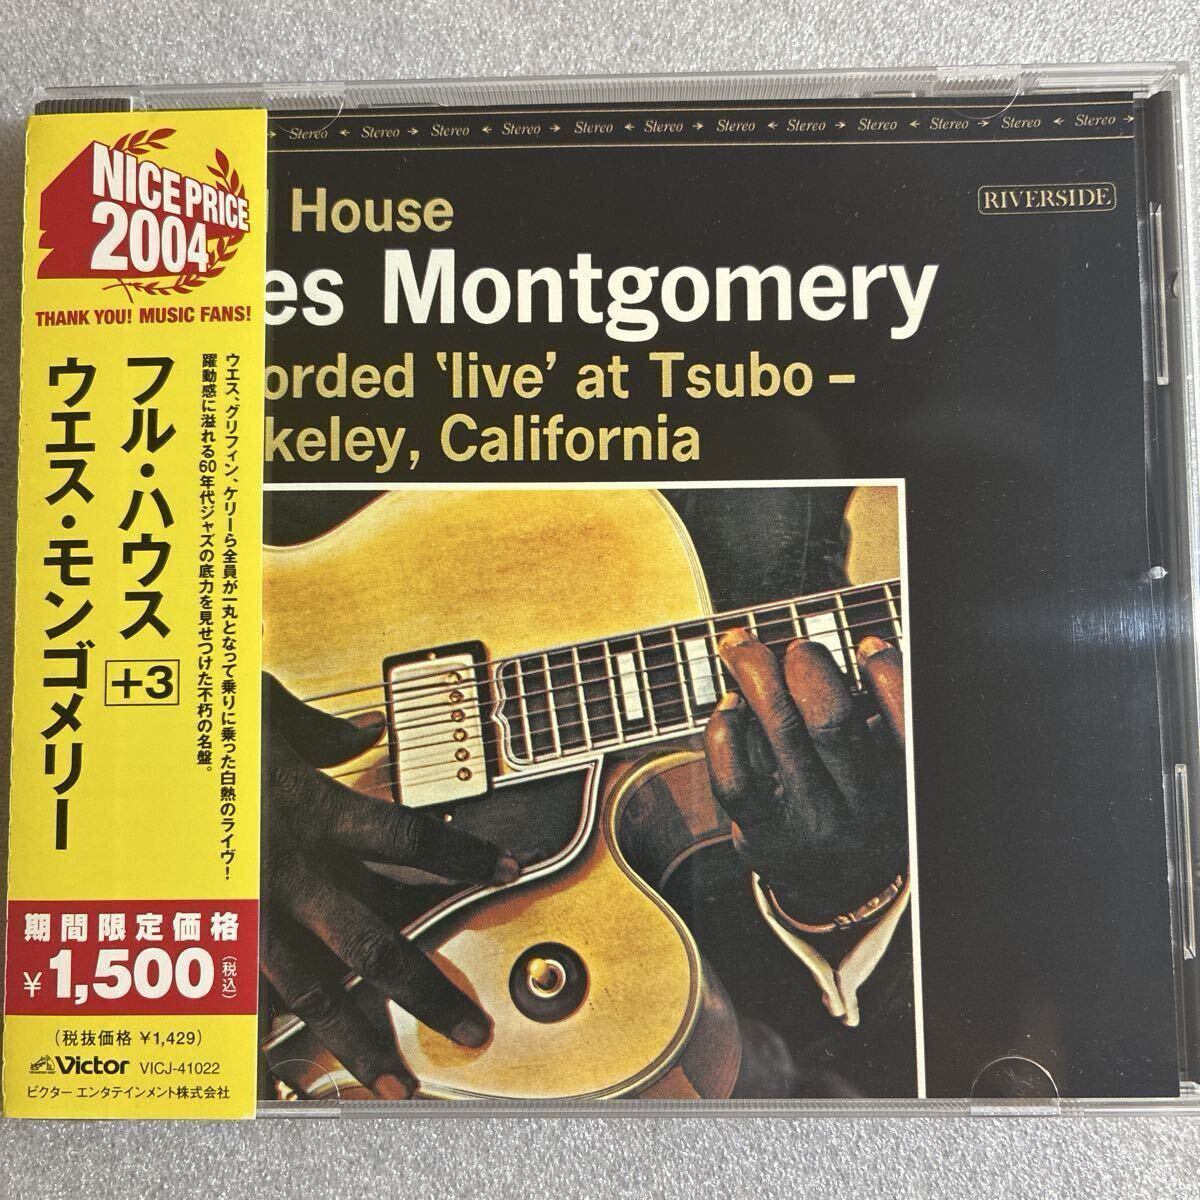 NICE PRICE
2004
THANK YOU! MUSIC FANS!
フル・ハウス +3
ウエス・モンゴメリー
ウエス、グリフィン、ケリーら全員が一丸となって乗りに乗った白熱のライヴ!
躍動感に溢れる60年代ジャズの底力を見せつけた不朽の名盤。
期間限定価格
¥1,500(税込)
(税抜価格 ¥1,429)
Victor VICJ-41022
ビクター エンタテインメント株式会社
→ Stereo ← Stereo → Stereo ← Stereo → Stereo ← Stereo → Stereo ← Stereo → Stereo ← Stereo → Stereo ← Stereo →
House
RIVERSIDE
es Montgomery
orded ‘live’ at Tsubo –
keley, California